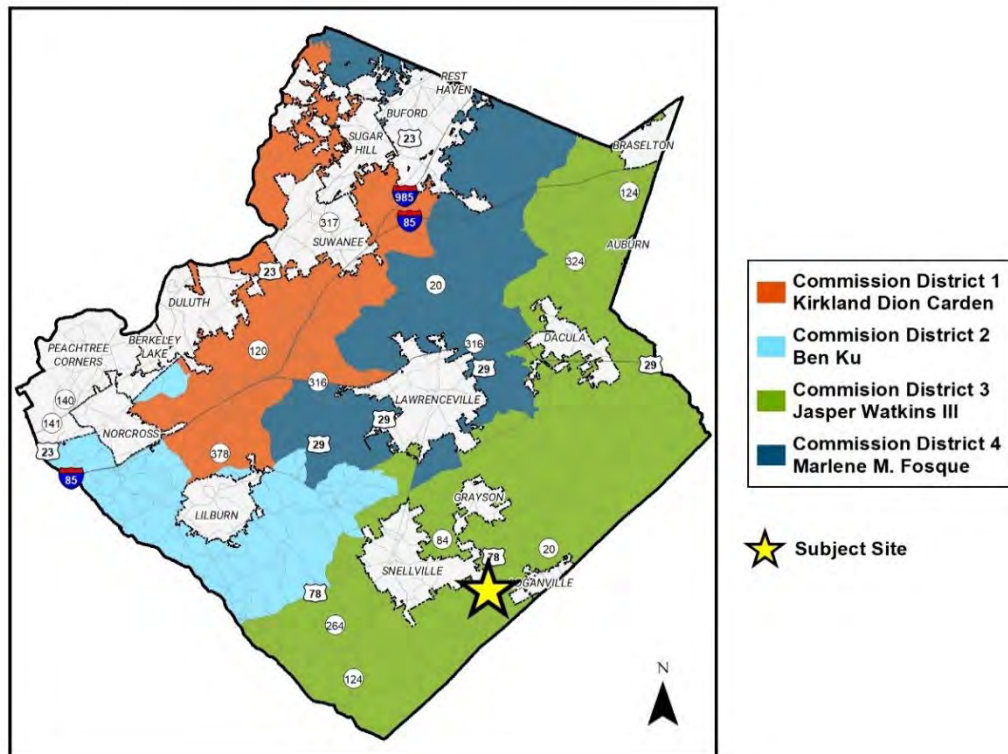 REST
HAVEN
BUFORD
23
SUGAR
HILL
BRASELTON
985
124
85
317
SUWANEE
AUBURN
23
324
20
DULUTH
BERKELEY
LAKE
PEACHTREE
CORNERS
316
DACULA
120
29
29
316
140
LAWRENCEVILLE
141
29
NORCROSS
23
29
378
85
GRAYSON
LILBURN
84
20
78
SNELLVILLE
LOGANVILLE
78
264
124
N
Commission District 1
Kirkland Dion Carden
Commision District 2
Ben Ku
Commision District 3
Jasper Watkins III
Commission District 4
Marlene M. Fosque
Subject Site